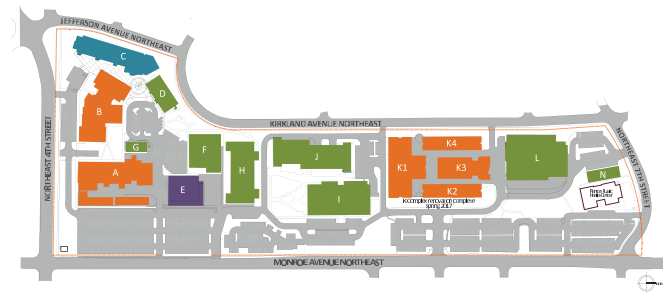 JEFFERSON AVENUE NORTHEAST
C
D
B
KIRKLAND AVENUE NORTHEAST
NORTHEAST 4TH STREET
NORTHEAST 7TH STREET
G
F
J
K4
K1
K3
L
A
H
N
E
I
K2
K Complex renovation complete
spring 2017
MONROE AVENUE NORTHEAST